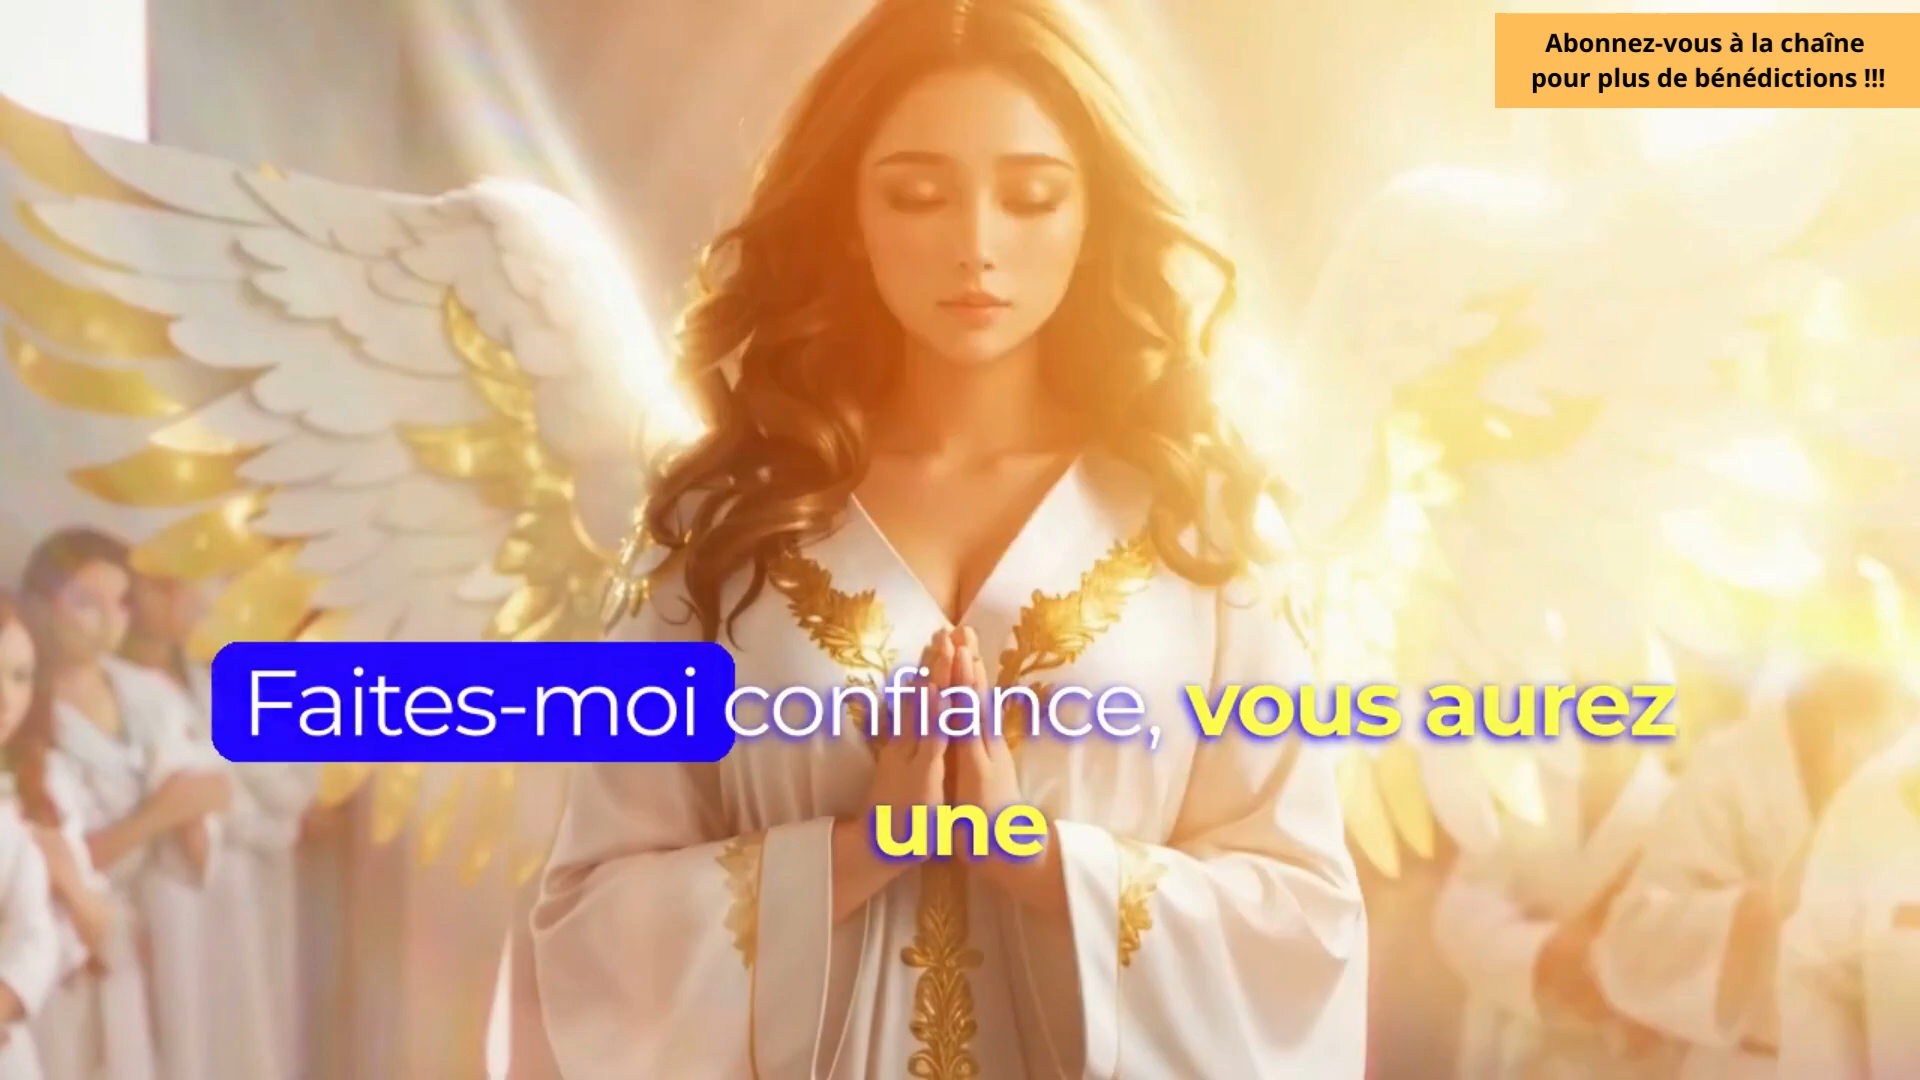 Abonnez-vous à la chaîne
pour plus de bénédictions !!!
Faites-moi confiance, vous aurez
une